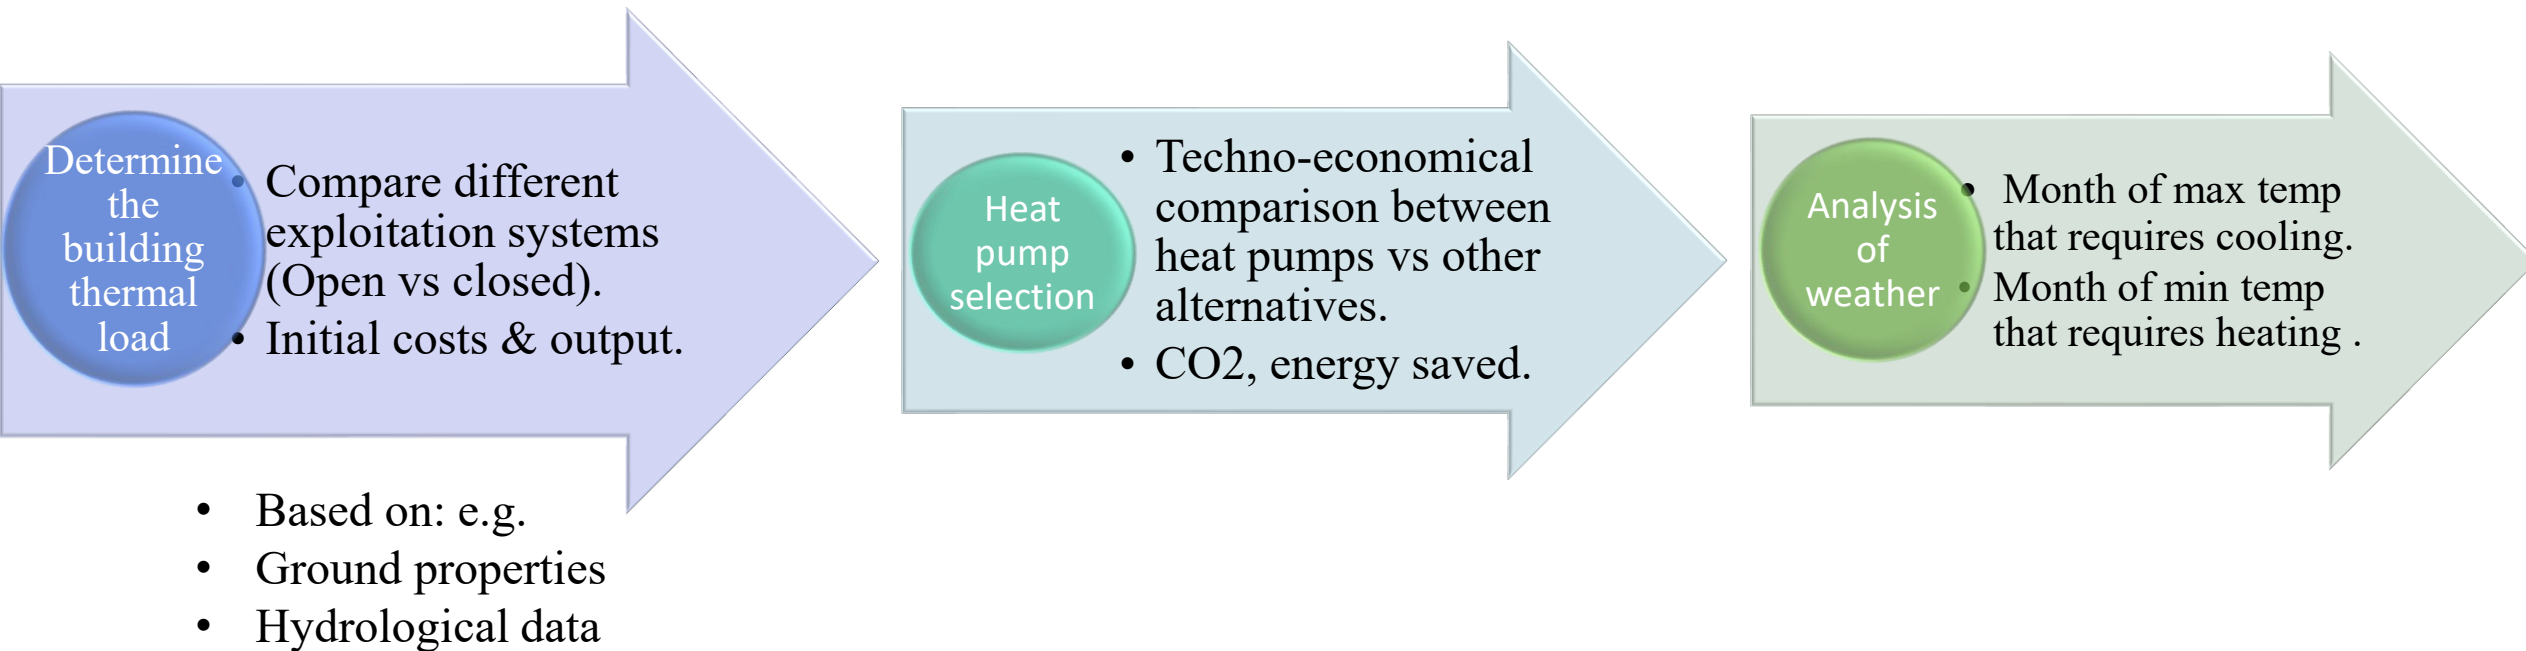 Determine
the
building
thermal
load
• Compare different
exploitation systems
(Open vs closed).
• Initial costs & output.
• Based on: e.g.
• Ground properties
• Hydrological data
Heat
pump
selection
• Techno-economical
comparison between
heat pumps vs other
alternatives.
• CO2, energy saved.
Analysis
of
weather
• Month of max temp
that requires cooling.
• Month of min temp
that requires heating .